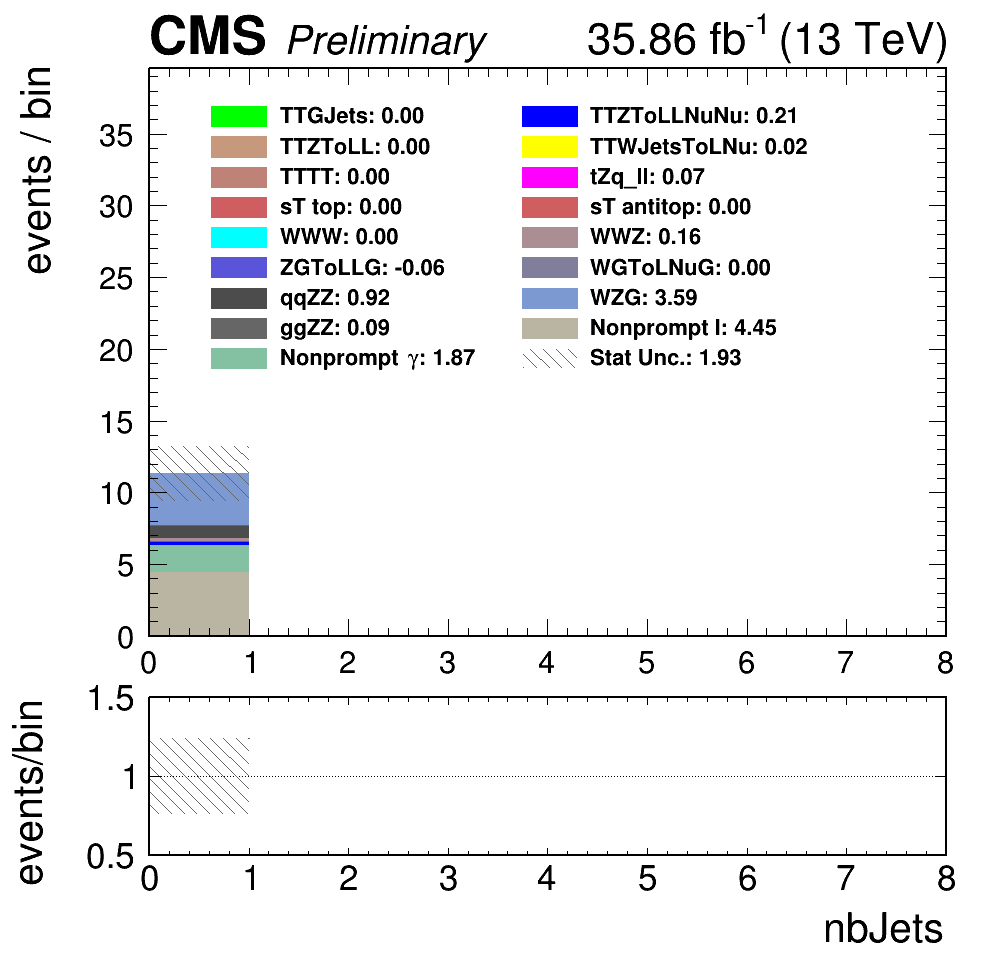 CMS Preliminary 35.86 fb-1 (13 TeV)
events / bin
35
30
25
20
15
10
5
0
TTGJets: 0.00
TTZToLL: 0.00
TTTT: 0.00
sT top: 0.00
WWW: 0.00
ZGToLLG: -0.06
qqZZ: 0.92
ggZZ: 0.09
Nonprompt γ: 1.87
TTZToLLNuNu: 0.21
TTWJetsToLNu: 0.02
tZq_ll: 0.07
sT antitop: 0.00
WWZ: 0.16
WGToLNuG: 0.00
WZG: 3.59
Nonprompt l: 4.45
Stat Unc.: 1.93
0 1 2 3 4 5 6 7 8
events/bin
1.5
1
0.5
0 1 2 3 4 5 6 7 8
nbJets